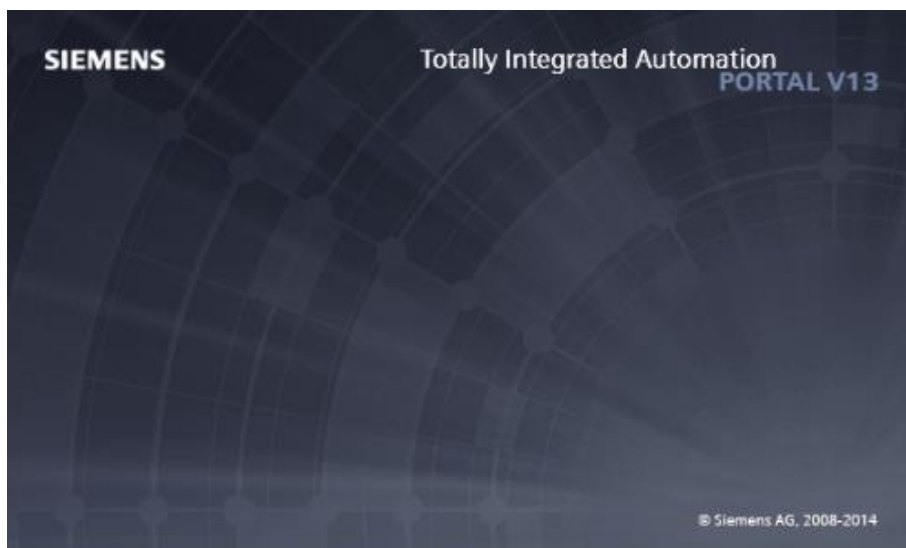 SIEMENS
Totally Integrated Automation
PORTAL V13
© Siemens AG, 2008-2014